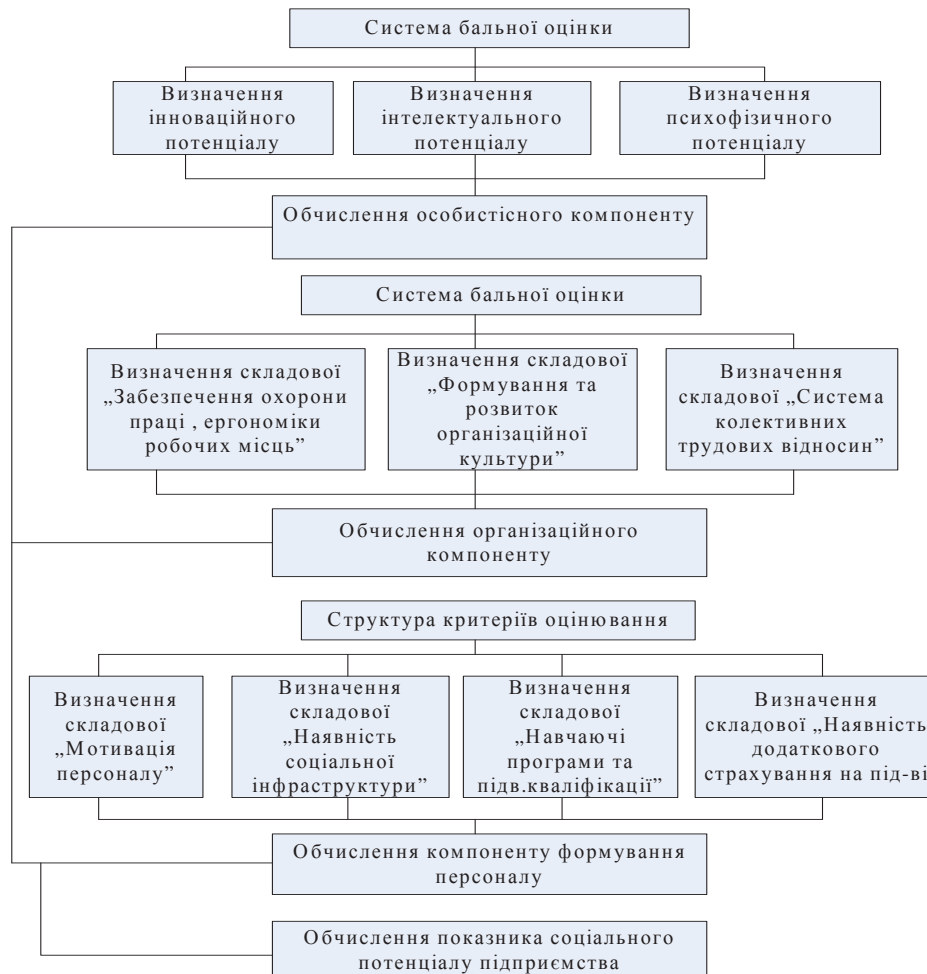 Система бальної оцінки
Визначення
інноваційного
потенціалу
Визначення
інтелектуального
потенціалу
Визначення
психофізичного
потенціалу
Обчислення особистісного компоненту
Система бальної оцінки
Визначення складової
„Забезпечення охорони
праці , ергономіки
робочих місць”
Визначення складової
„Формування та
розвиток
організаційної
культури”
Визначення
складової „Система
колективних
трудових відносин”
Обчислення організаційного
компоненту
Структура критеріїв оцінювання
Визначення
складової
„Мотивація
персоналу”
Визначення
складової
„Наявність
соціальної
інфраструктури”
Визначення
складової
„Навчаючі
програми та
підв.кваліфікації”
Визначення
складової „Наявність
додаткового
страхування на під-ві
Обчислення компоненту формування
персоналу
Обчислення показника соціального
потенціалу підприємства